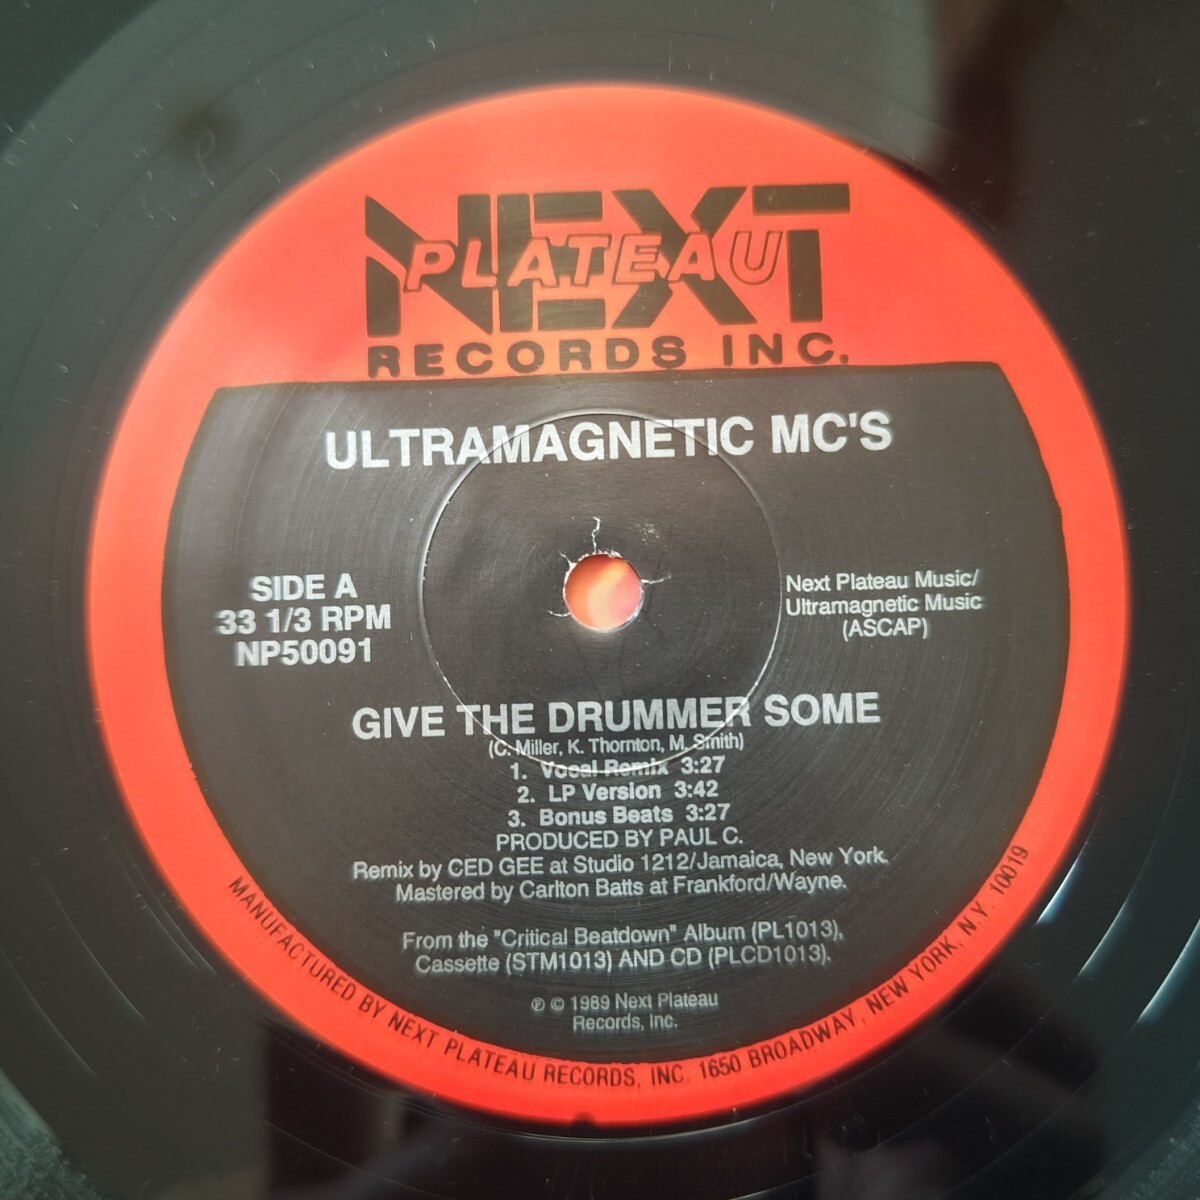 NEXT
PLATEAU
RECORDS INC.
ULTRAMAGNETIC MC'S
SIDE A
33 1/3 RPM
NP50091
Next Plateau Music/
Ultramagnetic Music
(ASCAP)
GIVE THE DRUMMER SOME
(C. Miller, K. Thornton, M. Smith)
1. Vocal Remix 3:27
2. LP Version 3:42
3. Bonus Beats 3:27
PRODUCED BY PAUL C.
Remix by CED GEE at Studio 1212/Jamaica, New York.
Mastered by Carlton Batts at Frankford/Wayne.
From the "Critical Beatdown" Album (PL1013),
Cassette (STM1013) AND CD (PLCD1013).
℗ © 1989 Next Plateau
Records, Inc.
MANUFACTURED BY NEXT PLATEAU RECORDS, INC. 1650 BROADWAY, NEW YORK, N.Y. 10019